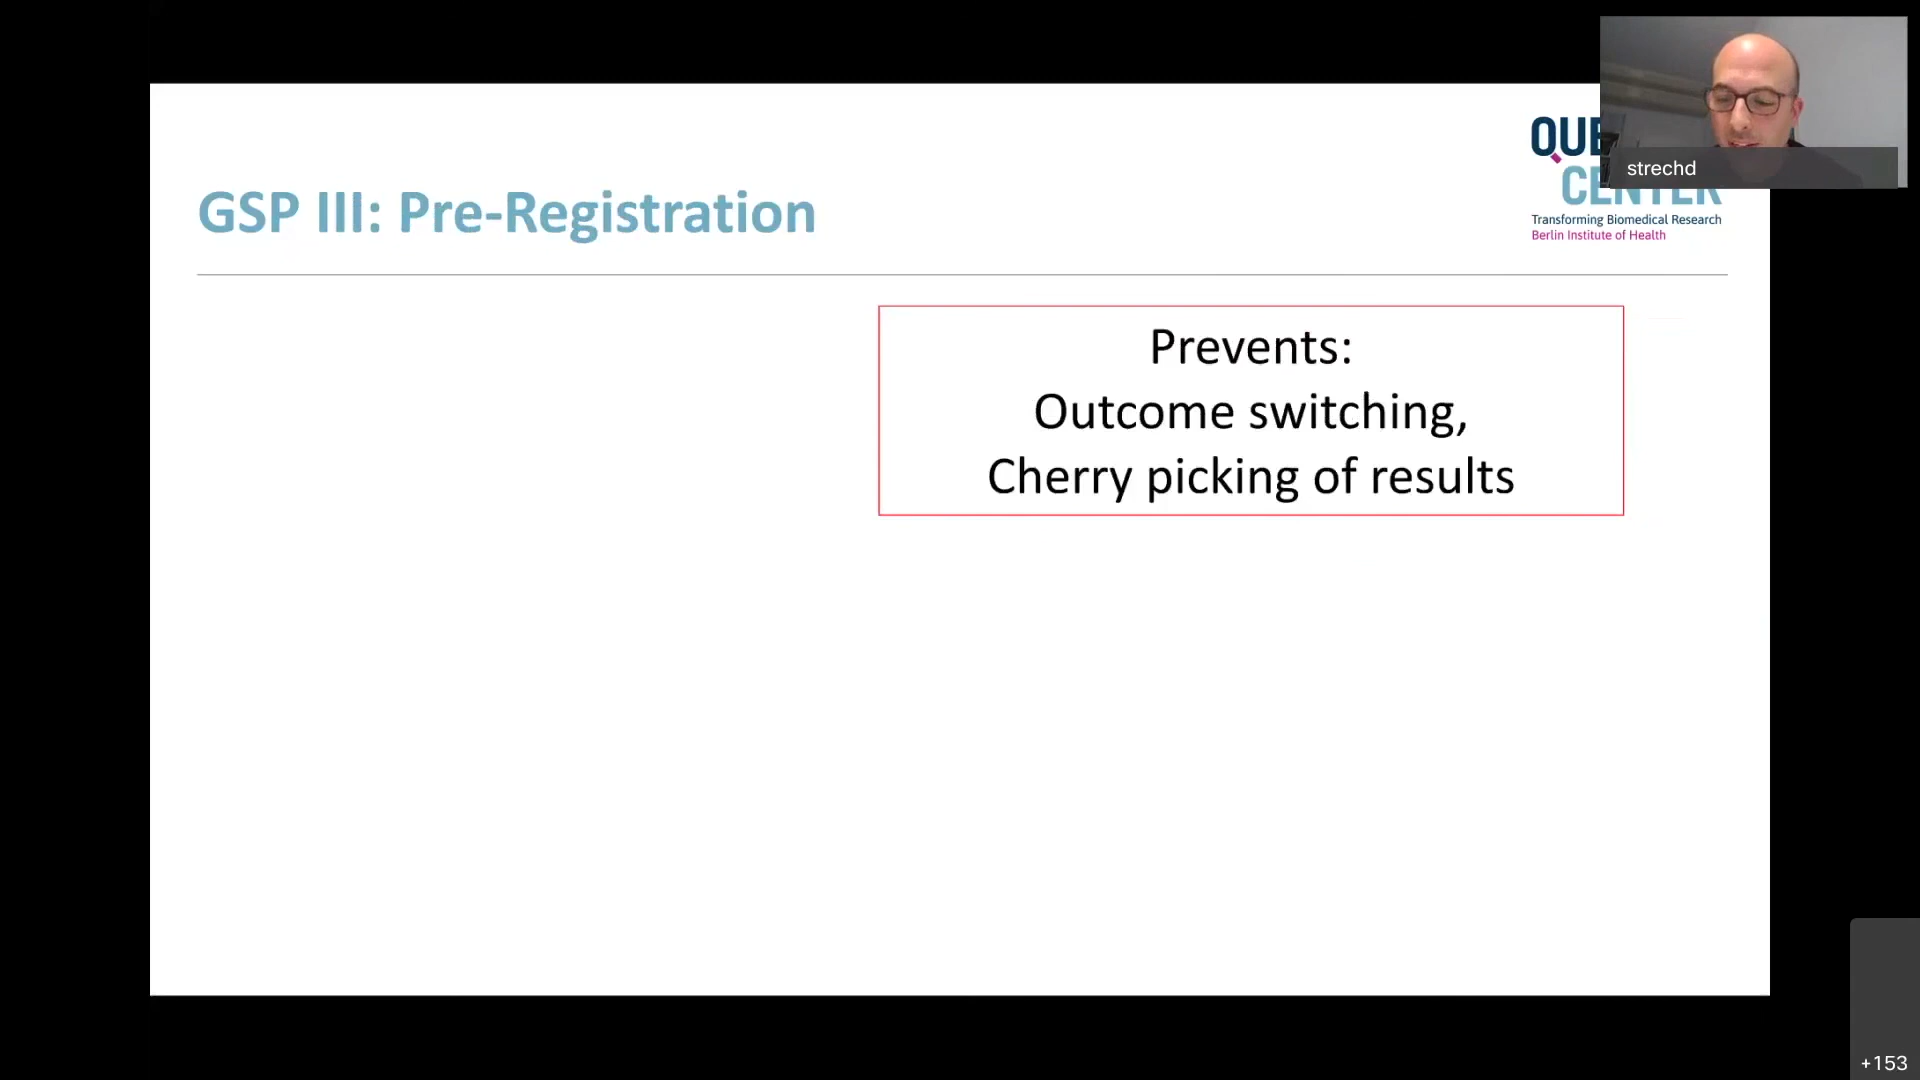 strechd
GSP III: Pre-Registration
Transforming Biomedical Research
Berlin Institute of Health
Prevents:
Outcome switching,
Cherry picking of results
+153